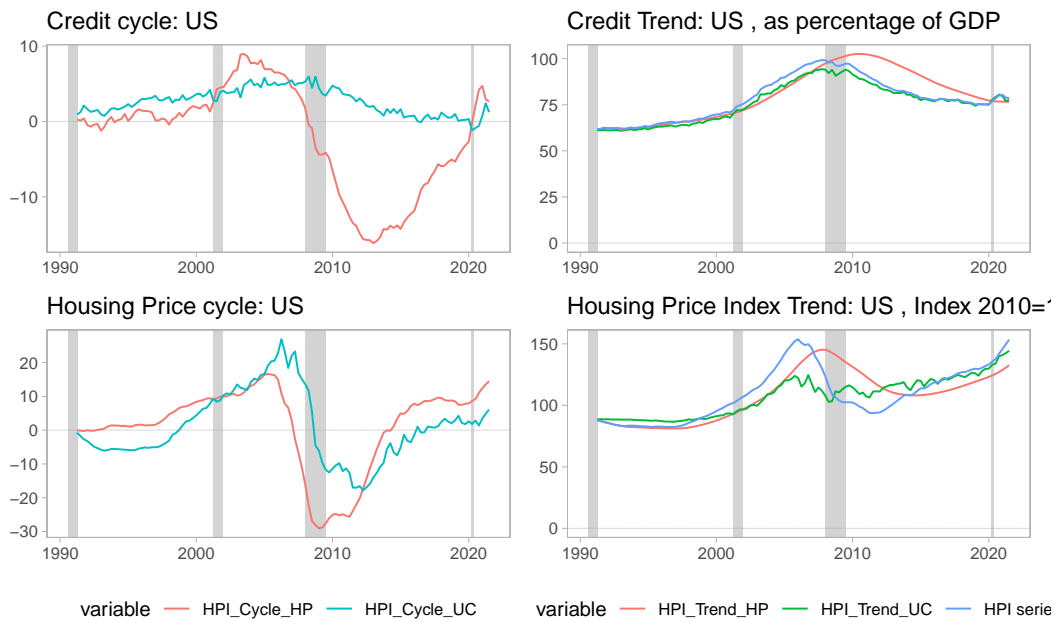 Credit cycle: US
10
0
−10
1990 2000 2010 2020
Credit Trend: US , as percentage of GDP
100
75
50
25
0
1990 2000 2010 2020
Housing Price cycle: US
20
10
0
−10
−20
−30
1990 2000 2010 2020
Housing Price Index Trend: US , Index 2010=1
150
100
50
0
1990 2000 2010 2020
variable HPI_Cycle_HP HPI_Cycle_UC
variable HPI_Trend_HP HPI_Trend_UC HPI serie